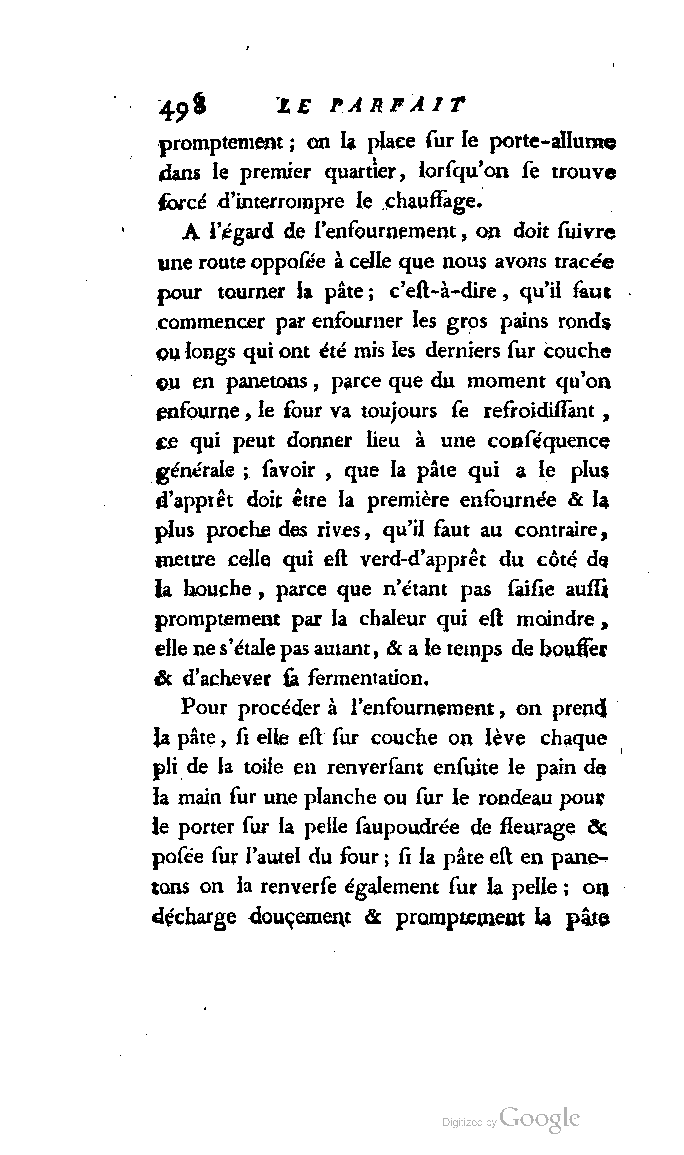 498 LE PARFAIT
promptement ; on la place ſur le porte-allume
dans le premier quartier, lorſqu'on ſe trouve
forcé d'interrompre le chauffage.
A l'égard de l'enfournement, on doit ſuivre
une route oppoſée à celle que nous avons tracée
pour tourner la pâte ; c'eſt-à-dire, qu'il faut
commencer par enfourner les gros pains ronds
ou longs qui ont été mis les derniers ſur couche
ou en panetons, parce que du moment qu'on
enfourne, le four va toujours ſe refroidiſſant,
ce qui peut donner lieu à une conſéquence
générale ; ſavoir, que la pâte qui a le plus
d'apprêt doit être la première enfournée & la
plus proche des rives, qu'il faut au contraire,
mettre celle qui eſt verd-d'apprêt du côté de
la bouche, parce que n'étant pas ſaiſie auſſi
promptement par la chaleur qui eſt moindre,
elle ne s'étale pas autant, & a le temps de bouffer
& d'achever ſa fermentation.
Pour procéder à l'enfournement, on prend
la pâte, ſi elle eſt ſur couche on lève chaque
pli de la toile en renverſant enſuite le pain de
la main ſur une planche ou ſur le rondeau pour
le porter ſur la pelle ſaupoudrée de fleurage &
poſée ſur l'autel du four ; ſi la pâte eſt en pane-
tons on la renverſe également ſur la pelle ; on
décharge douçement & promptement la pâte
Digitized by Google